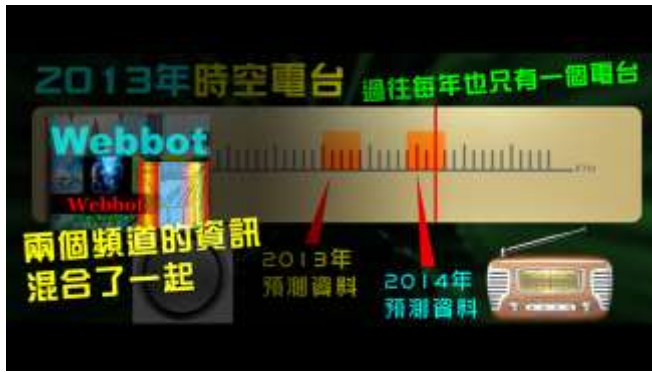 2013年時空電台
過往每年也只有一個電台
Webbot
Webbot
兩個頻道的資訊
混合了一起
2013年
預測資料
2014年
預測資料